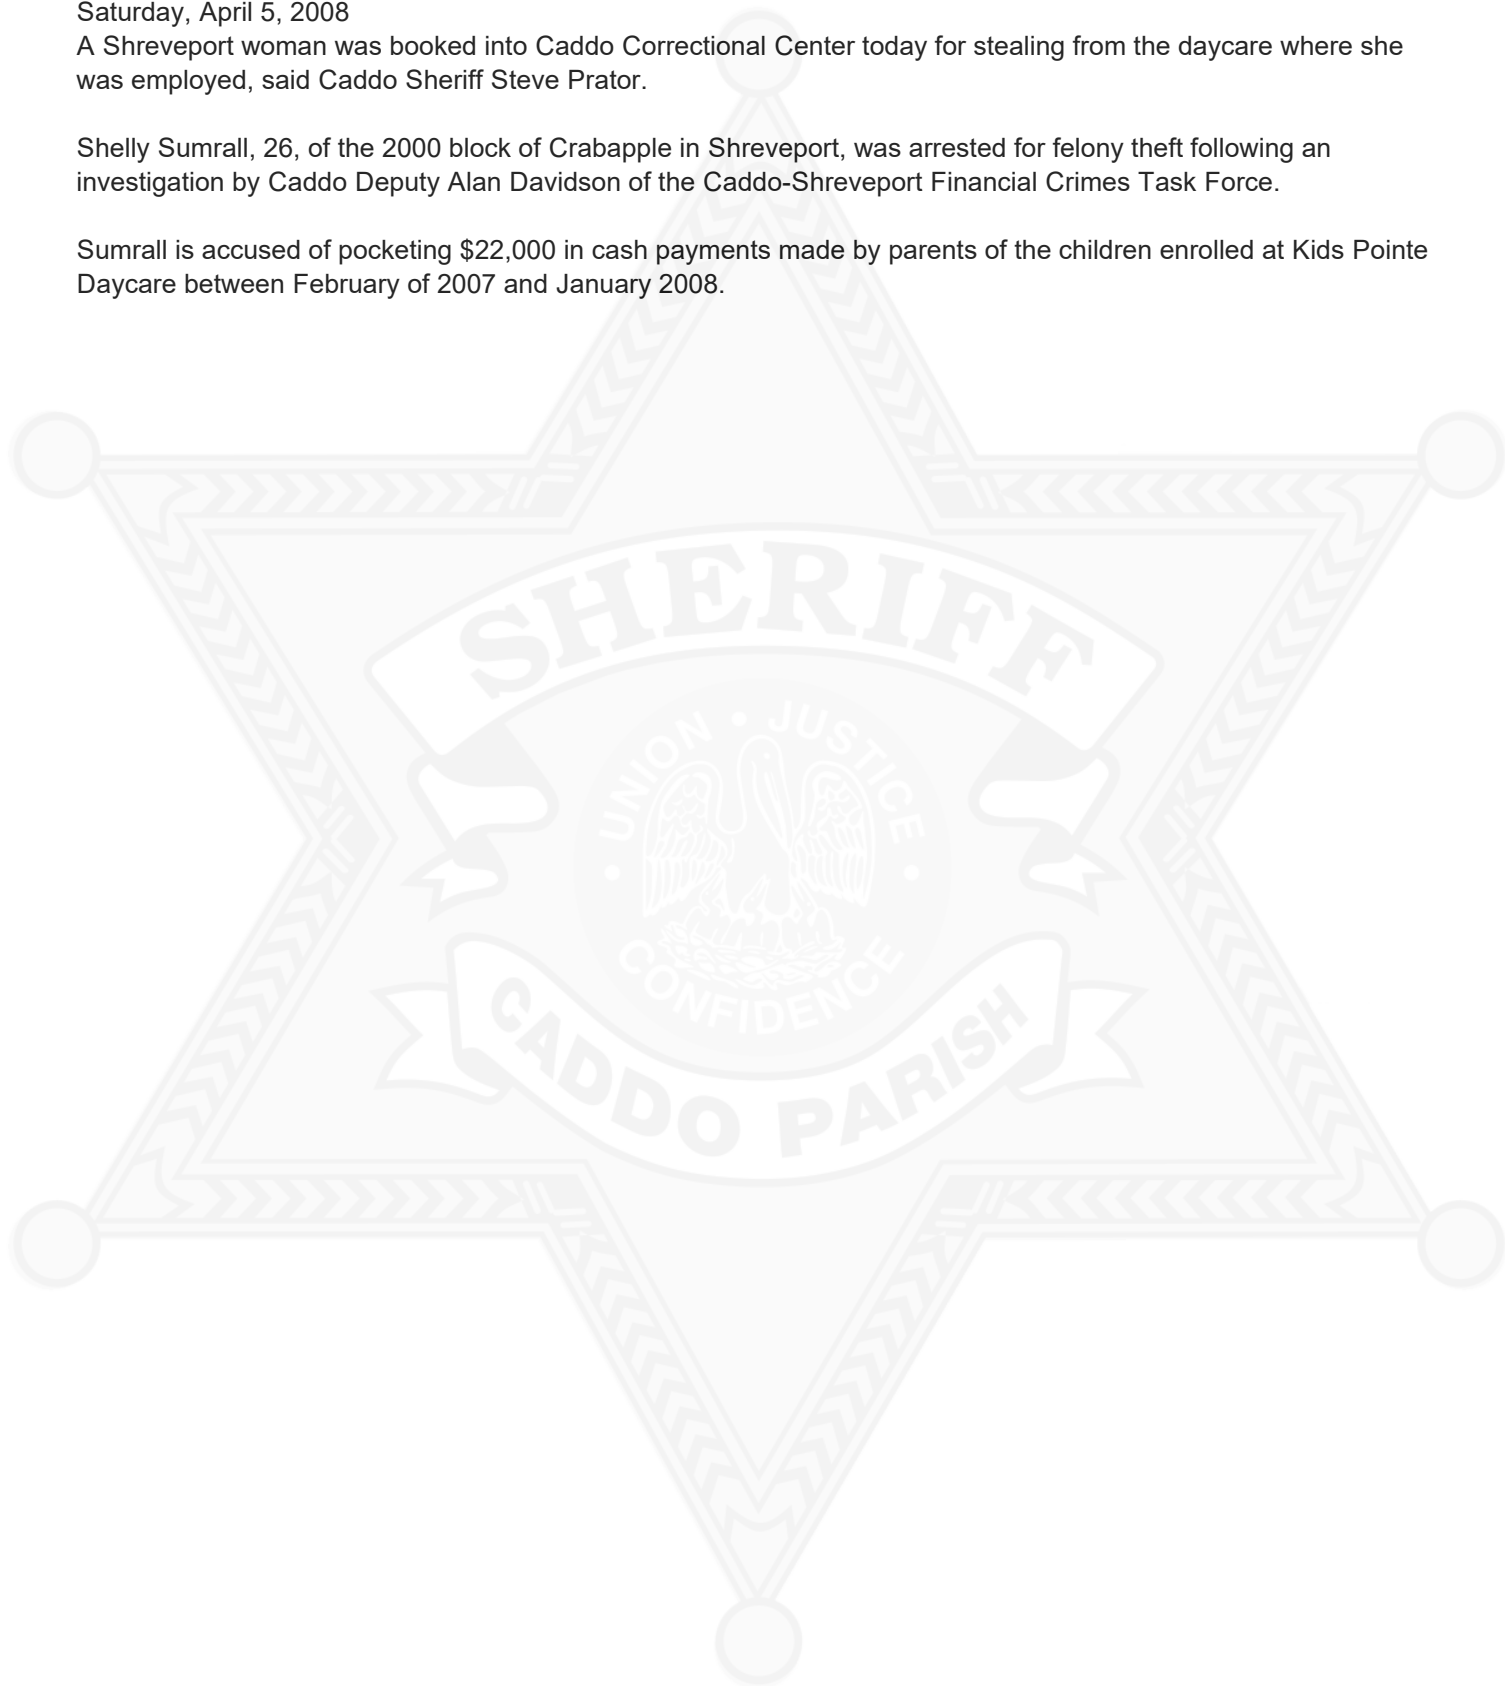 Saturday, April 5, 2008
A Shreveport woman was booked into Caddo Correctional Center today for stealing from the daycare where she
was employed, said Caddo Sheriff Steve Prator.
Shelly Sumrall, 26, of the 2000 block of Crabapple in Shreveport, was arrested for felony theft following an
investigation by Caddo Deputy Alan Davidson of the Caddo-Shreveport Financial Crimes Task Force.
Sumrall is accused of pocketing $22,000 in cash payments made by parents of the children enrolled at Kids Pointe
Daycare between February of 2007 and January 2008.
SHERIFF
UNION • JUSTICE
• CONFIDENCE •
CADDO PARISH